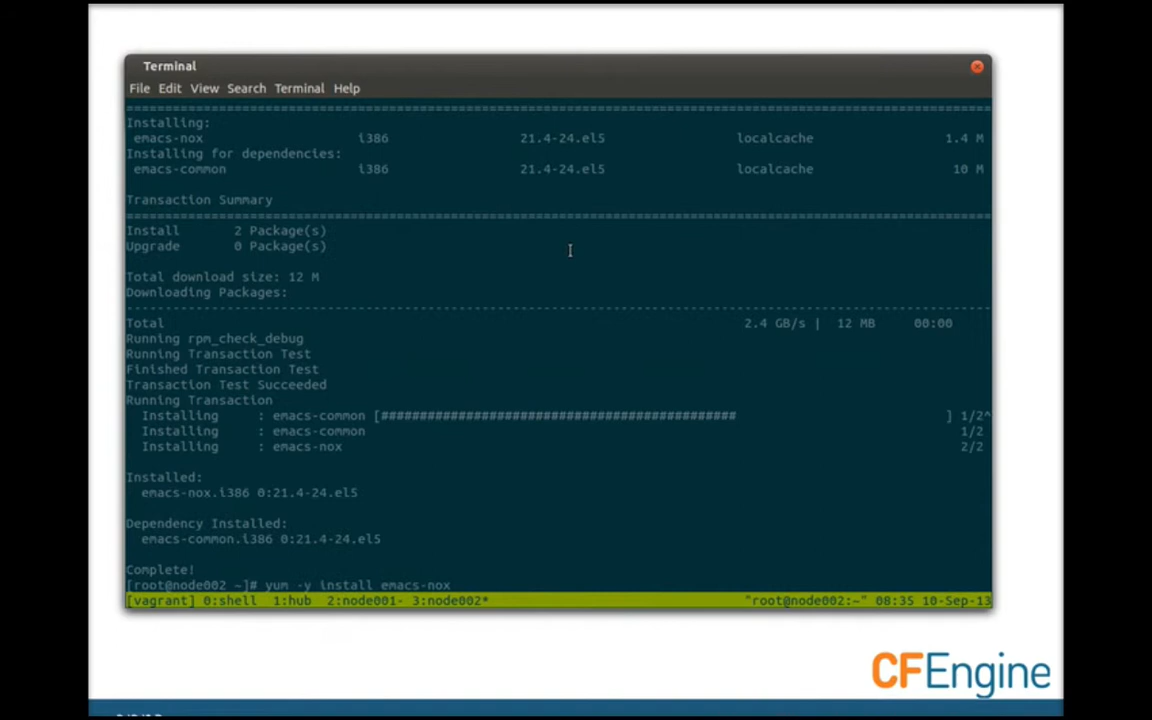 Terminal
File Edit View Search Terminal Help
================================================================================
Installing:
emacs-nox i386 21.4-24.el5 localcache 1.4 M
Installing for dependencies:
emacs-common i386 21.4-24.el5 localcache 10 M
Transaction Summary
================================================================================
Install 2 Package(s)
Upgrade 0 Package(s)
Total download size: 12 M
Downloading Packages:
--------------------------------------------------------------------------------
Total 2.4 GB/s | 12 MB 00:00
Running rpm_check_debug
Running Transaction Test
Finished Transaction Test
Transaction Test Succeeded
Running Transaction
Installing : emacs-common [############################################## ] 1/2^
Installing : emacs-common 1/2
Installing : emacs-nox 2/2
Installed:
emacs-nox.i386 0:21.4-24.el5
Dependency Installed:
emacs-common.i386 0:21.4-24.el5
Complete!
[root@node002 ~]# yum -y install emacs-nox
[vagrant] 0:shell 1:hub 2:node001- 3:node002* "root@node002:~" 08:35 10-Sep-13
CFEngine